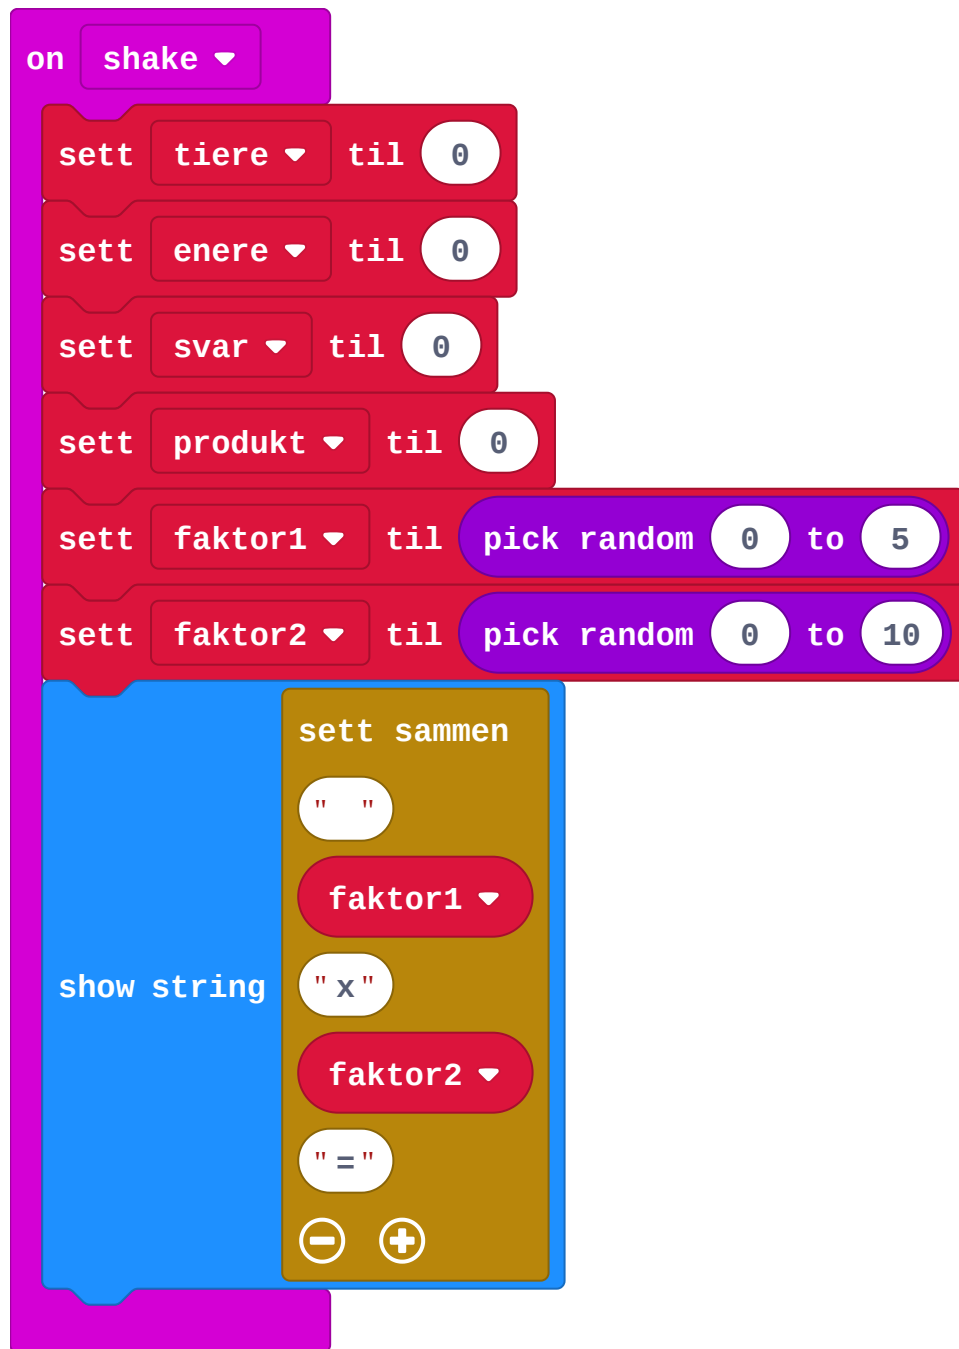 on shake
sett tiere til 0
sett enere til 0
sett svar til 0
sett produkt til 0
sett faktor1 til pick random 0 to 5
sett faktor2 til pick random 0 to 10
sett sammen
" "
faktor1
"x"
show string
faktor2
"="